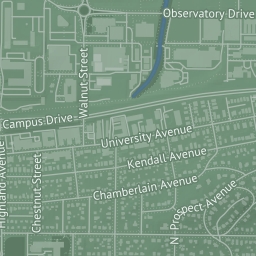 Observatory Drive
Walnut Street
Campus Drive
University Avenue
Highland Avenue
Chestnut Street
Kendall Avenue
Chamberlain Avenue
N Prospect Avenue